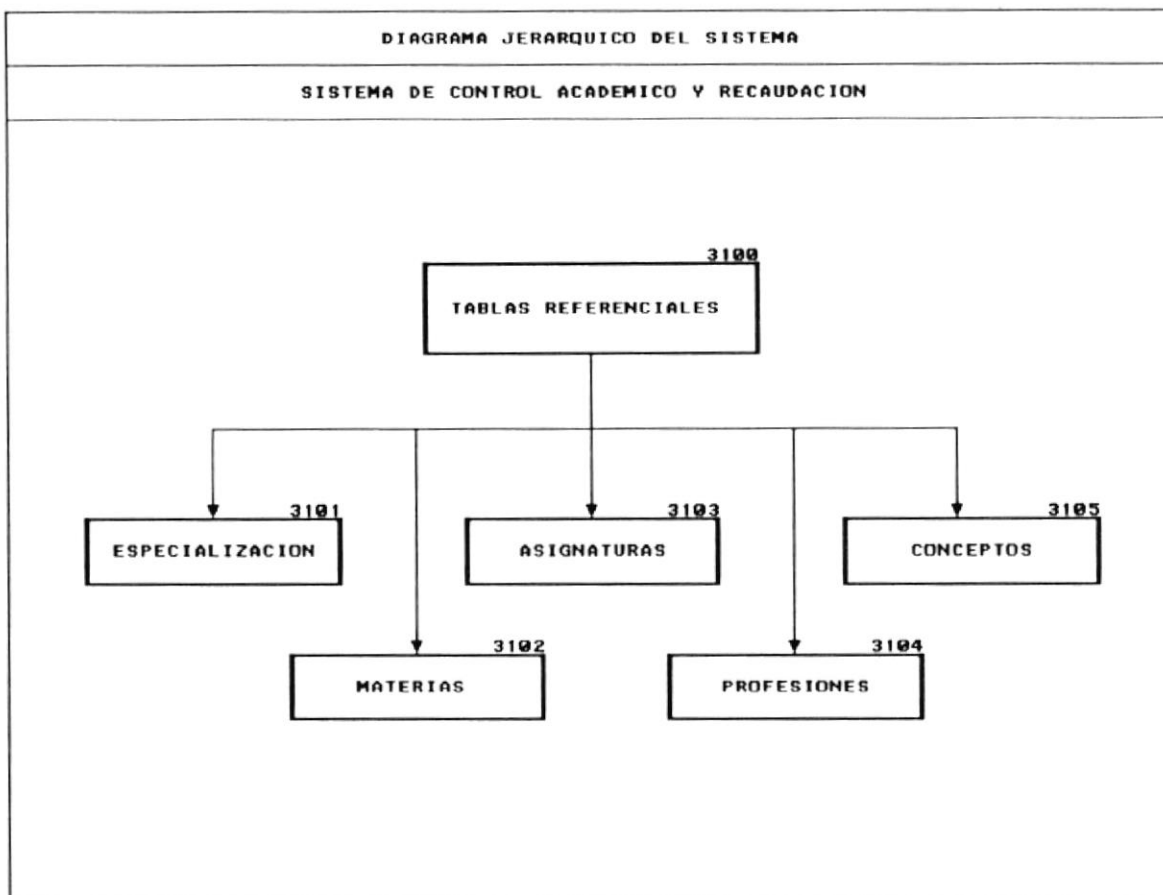 DIAGRAMA JERARQUICO DEL SISTEMA
SISTEMA DE CONTROL ACADEMICO Y RECAUDACION
3100
TABLAS REFERENCIALES
3101
ESPECIALIZACION
3103
ASIGNATURAS
3105
CONCEPTOS
3102
MATERIAS
3104
PROFESIONES